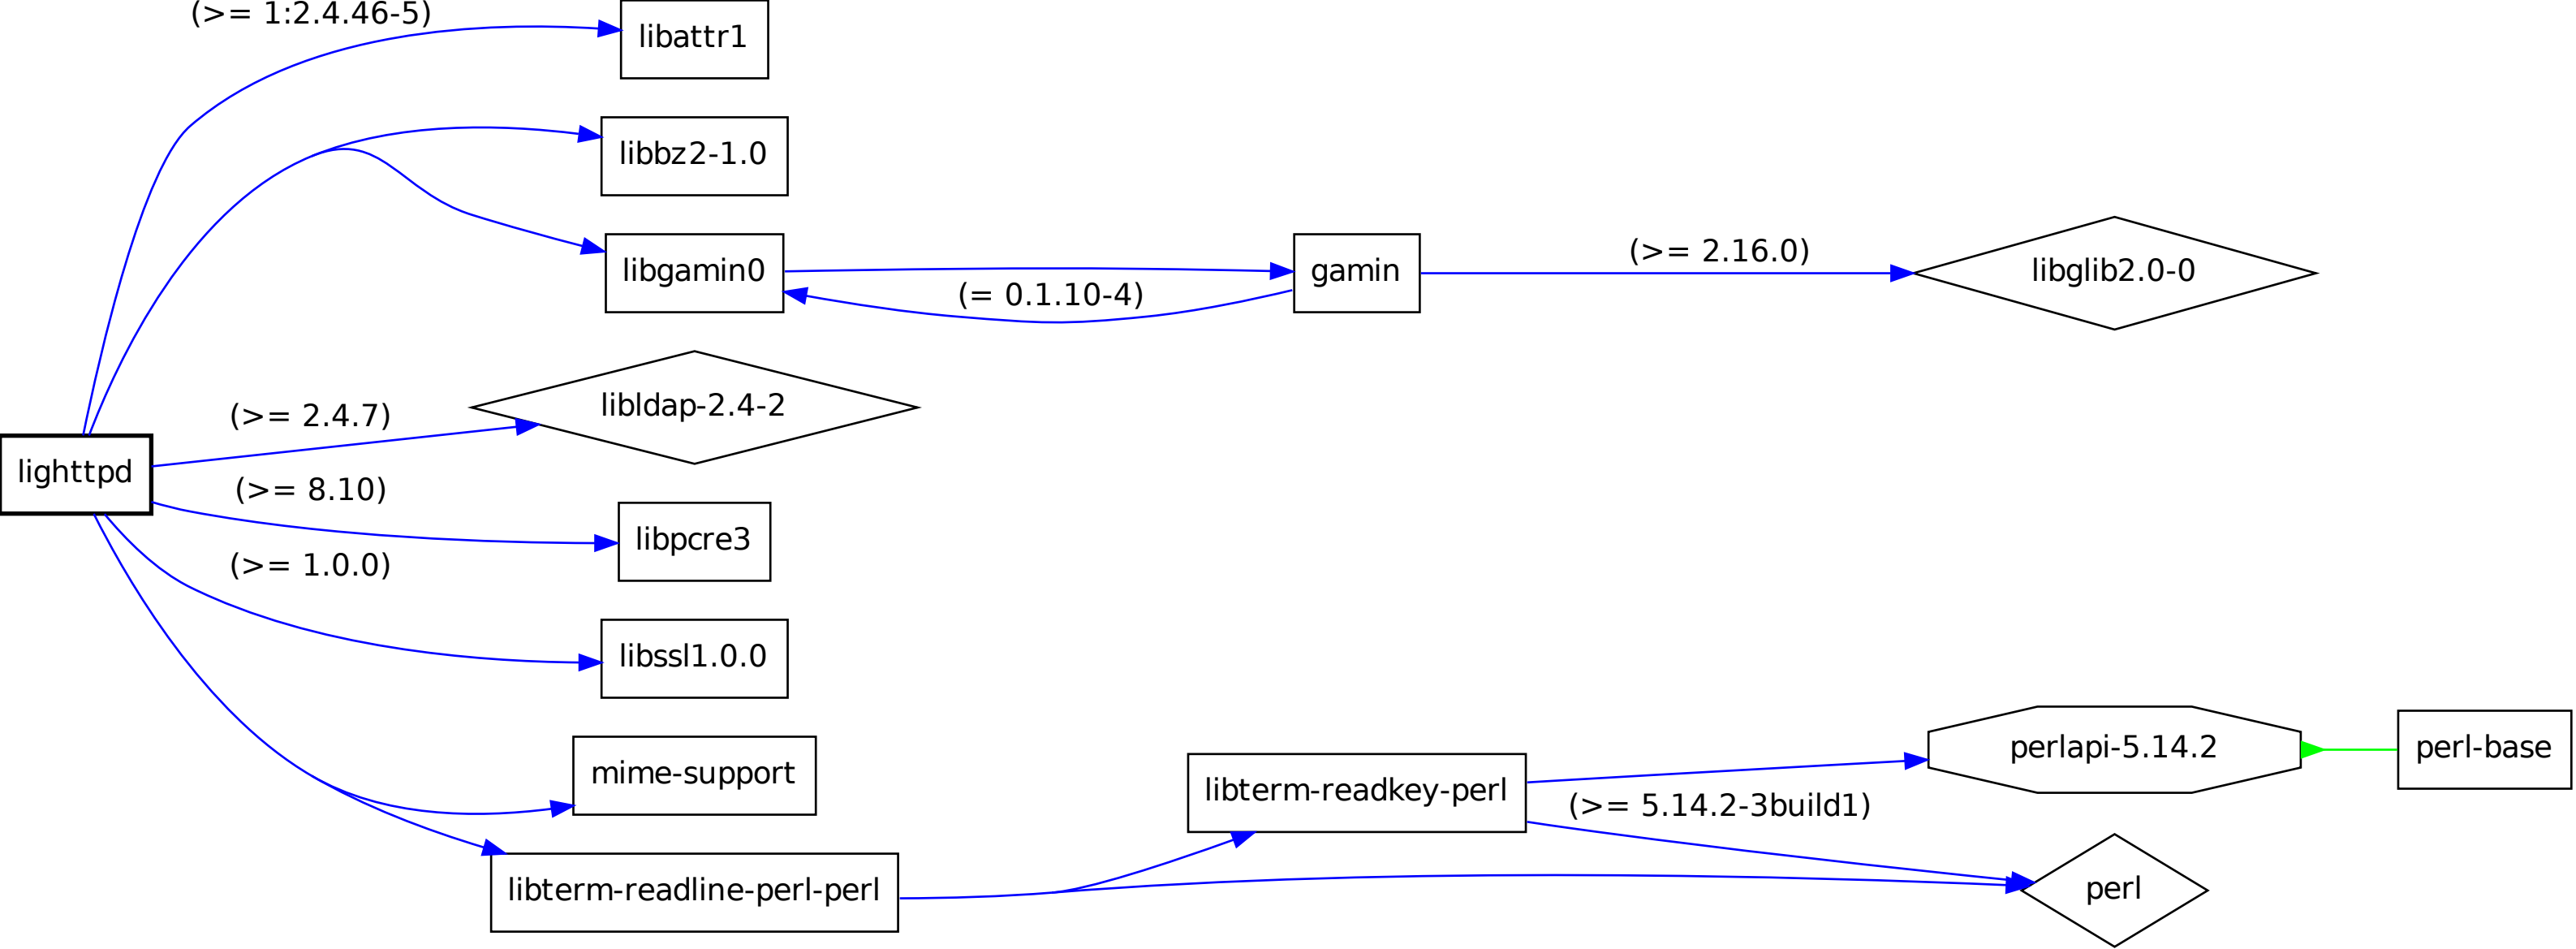 (>= 1:2.4.46-5)
libattr1
libbz2-1.0
libgamin0
(= 0.1.10-4)
gamin
(>= 2.16.0)
libglib2.0-0
(>= 2.4.7)
libldap-2.4-2
lighttpd
(>= 8.10)
libpcre3
(>= 1.0.0)
libssl1.0.0
mime-support
libterm-readline-perl-perl
libterm-readkey-perl
(>= 5.14.2-3build1)
perlapi-5.14.2
perl-base
perl